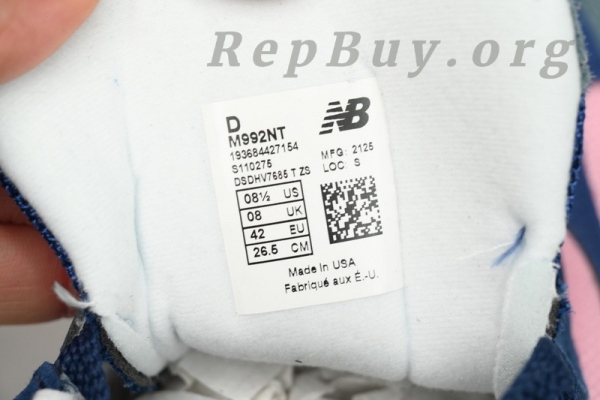 RepBuy.org
D
M992NT
193684427154
S110275
DSDHV7685 T ZS
NB
MFG: 2125
LOC: S
08½ US
08 UK
42 EU
26.5 CM
Made In USA
Fabriqué aux É.-U.